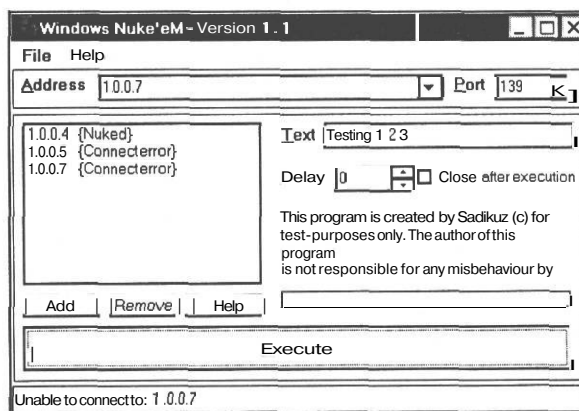 Windows Nuke'eM - Version 1.1
File Help
Address 1.0.0.7 Port 139
1.0.0.4 {Nuked}
1.0.0.5 {Connecterror}
1.0.0.7 {Connecterror}
Text Testing 1 2 3
Delay 0 Close after execution
This program is created by Sadikuz (c) for
test-purposes only. The author of this
program
is not responsible for any misbehaviour by
Add Remove Help
Execute
Unable to connect to: 1.0.0.7